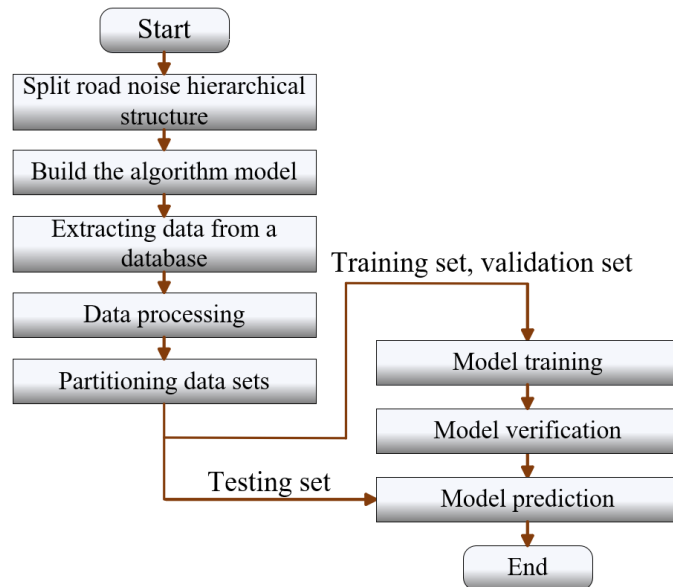 Start
Split road noise hierarchical
structure
Build the algorithm model
Extracting data from a
database
Data processing
Partitioning data sets
Training set, validation set
Model training
Model verification
Testing set
Model prediction
End